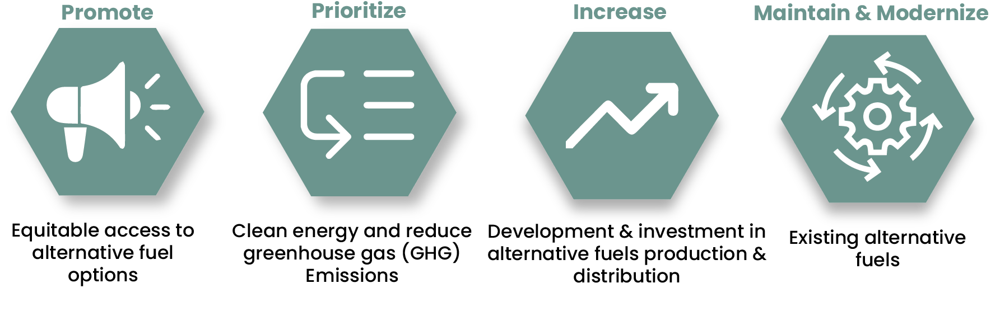 Promote
Equitable access to
alternative fuel
options
Prioritize
Clean energy and reduce
greenhouse gas (GHG)
Emissions
Increase
Development & investment in
alternative fuels production &
distribution
Maintain & Modernize
Existing alternative
fuels